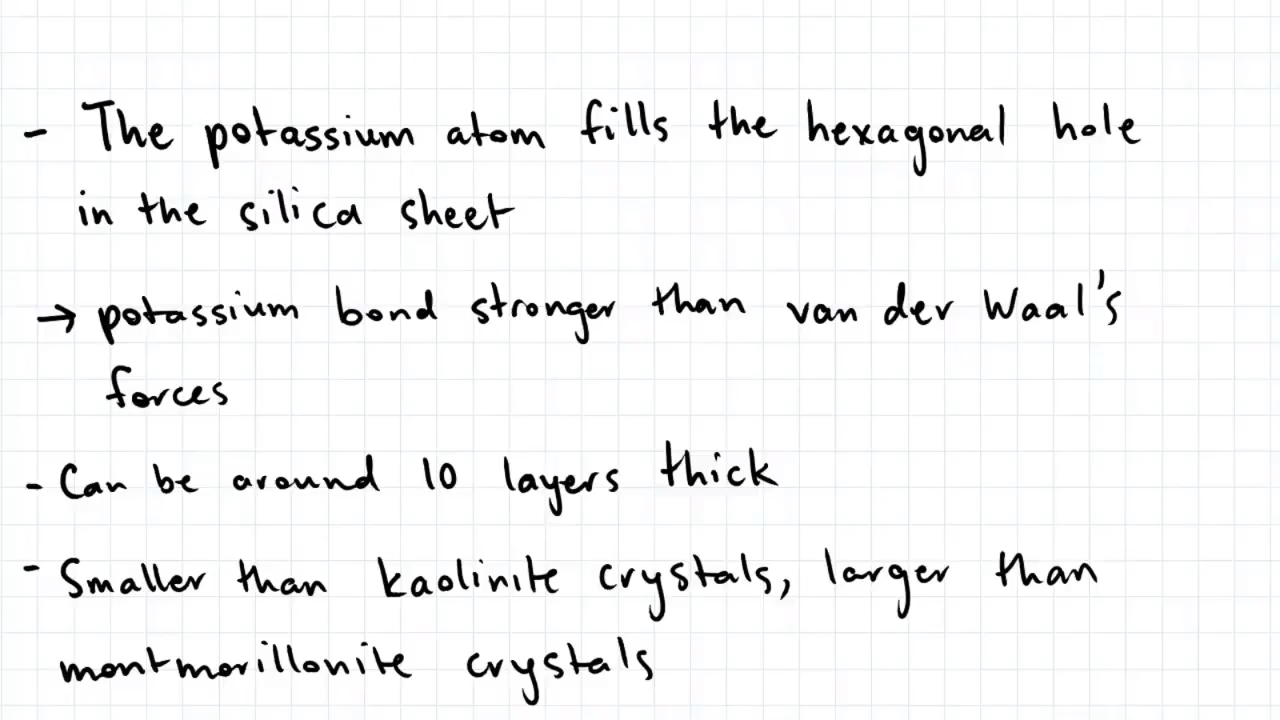 - The potassium atom fills the hexagonal hole
in the silica sheet
→ potassium bond stronger than van der Waal's
forces
- Can be around 10 layers thick
- Smaller than kaolinite crystals, larger than
montmorillonite crystals